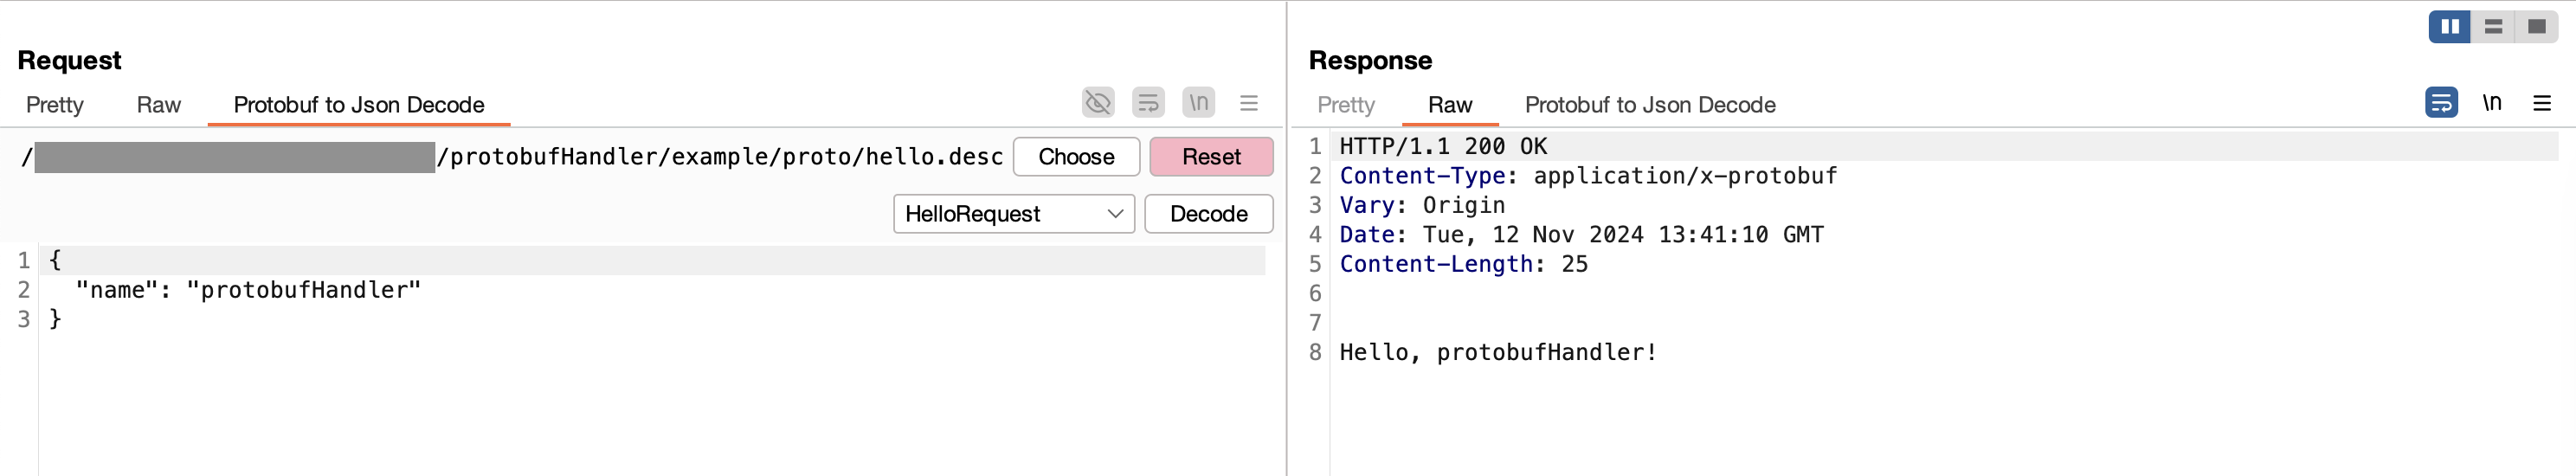 Request
Pretty Raw Protobuf to Json Decode \n
/ /protobufHandler/example/proto/hello.desc Choose Reset
HelloRequest Decode
1 {
2 "name": "protobufHandler"
3 }
Response
Pretty Raw Protobuf to Json Decode \n
1 HTTP/1.1 200 OK
2 Content-Type: application/x-protobuf
3 Vary: Origin
4 Date: Tue, 12 Nov 2024 13:41:10 GMT
5 Content-Length: 25
6
7
8 Hello, protobufHandler!